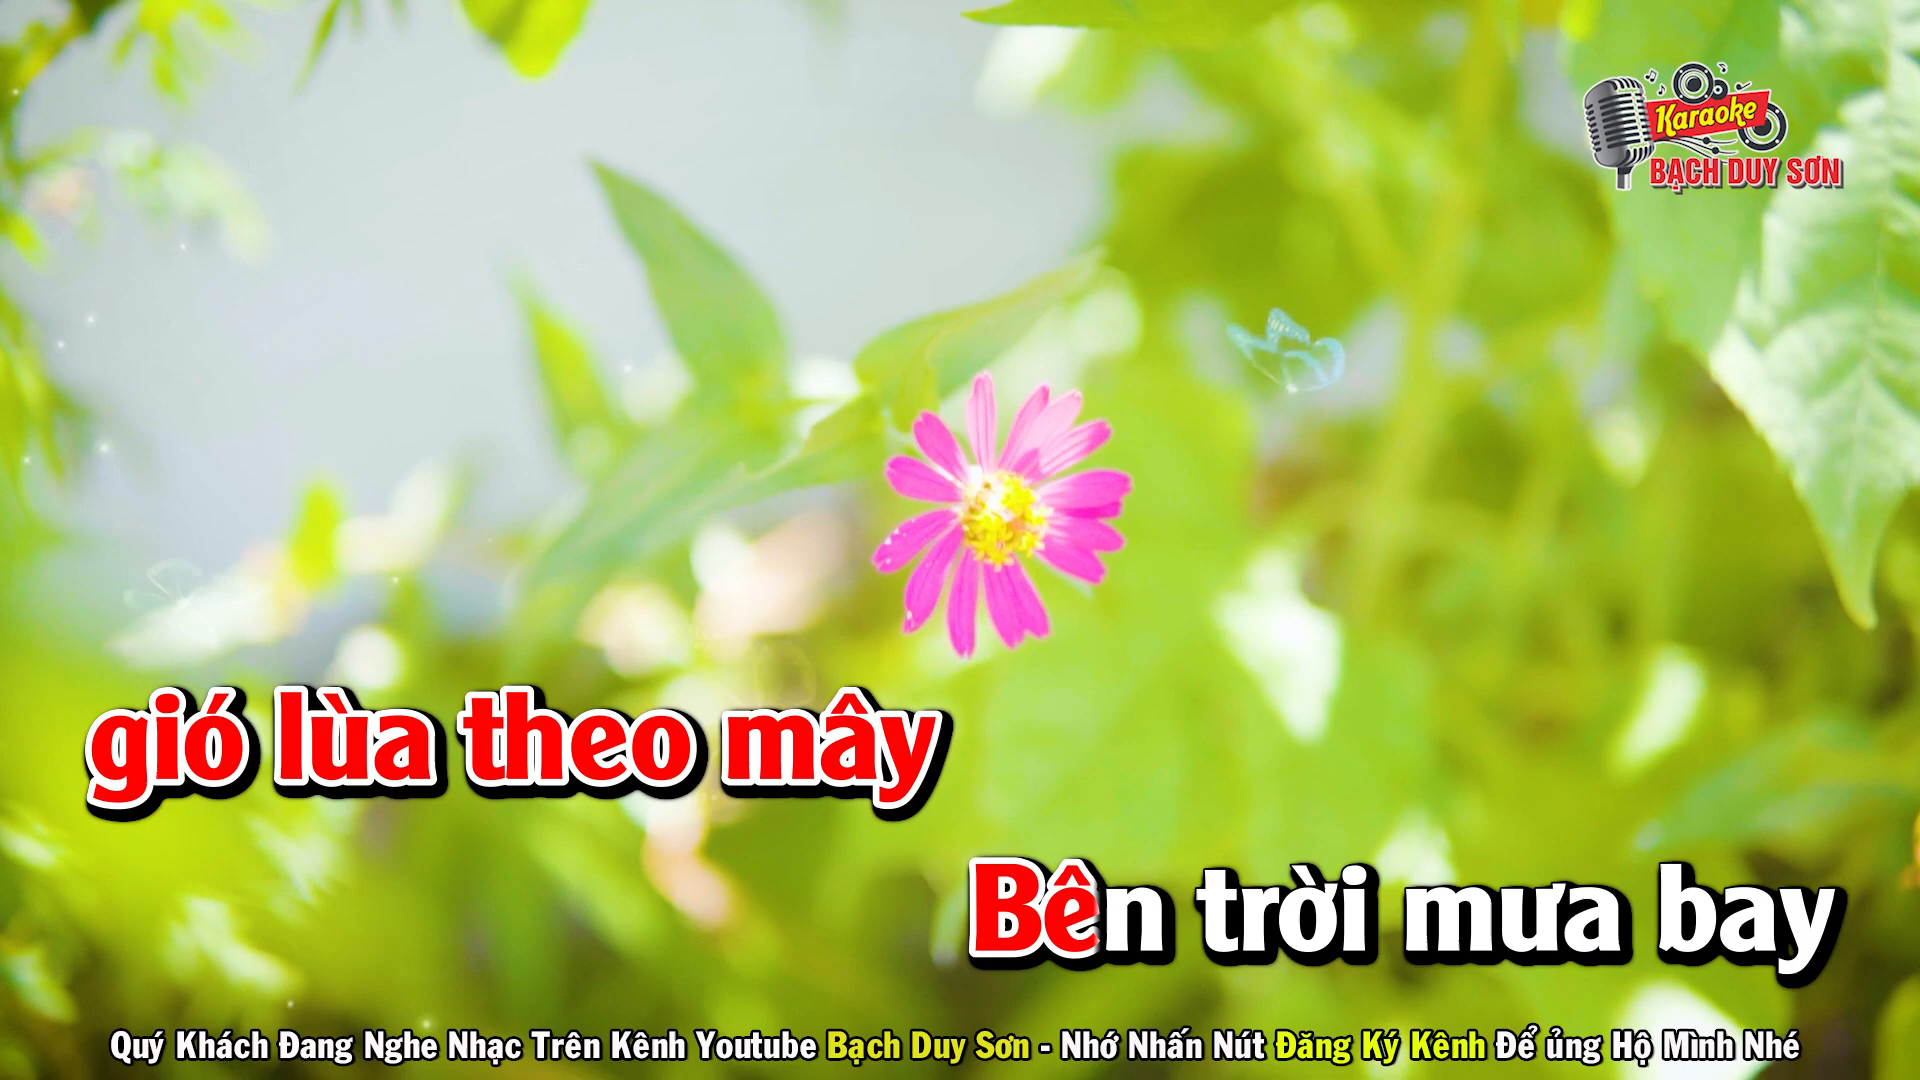 Karaoke
BẠCH DUY SƠN
gió lùa theo mây
Bên trời mưa bay
Quý Khách Đang Nghe Nhạc Trên Kênh Youtube Bạch Duy Sơn - Nhớ Nhấn Nút Đăng Ký Kênh Để ủng Hộ Mình Nhé